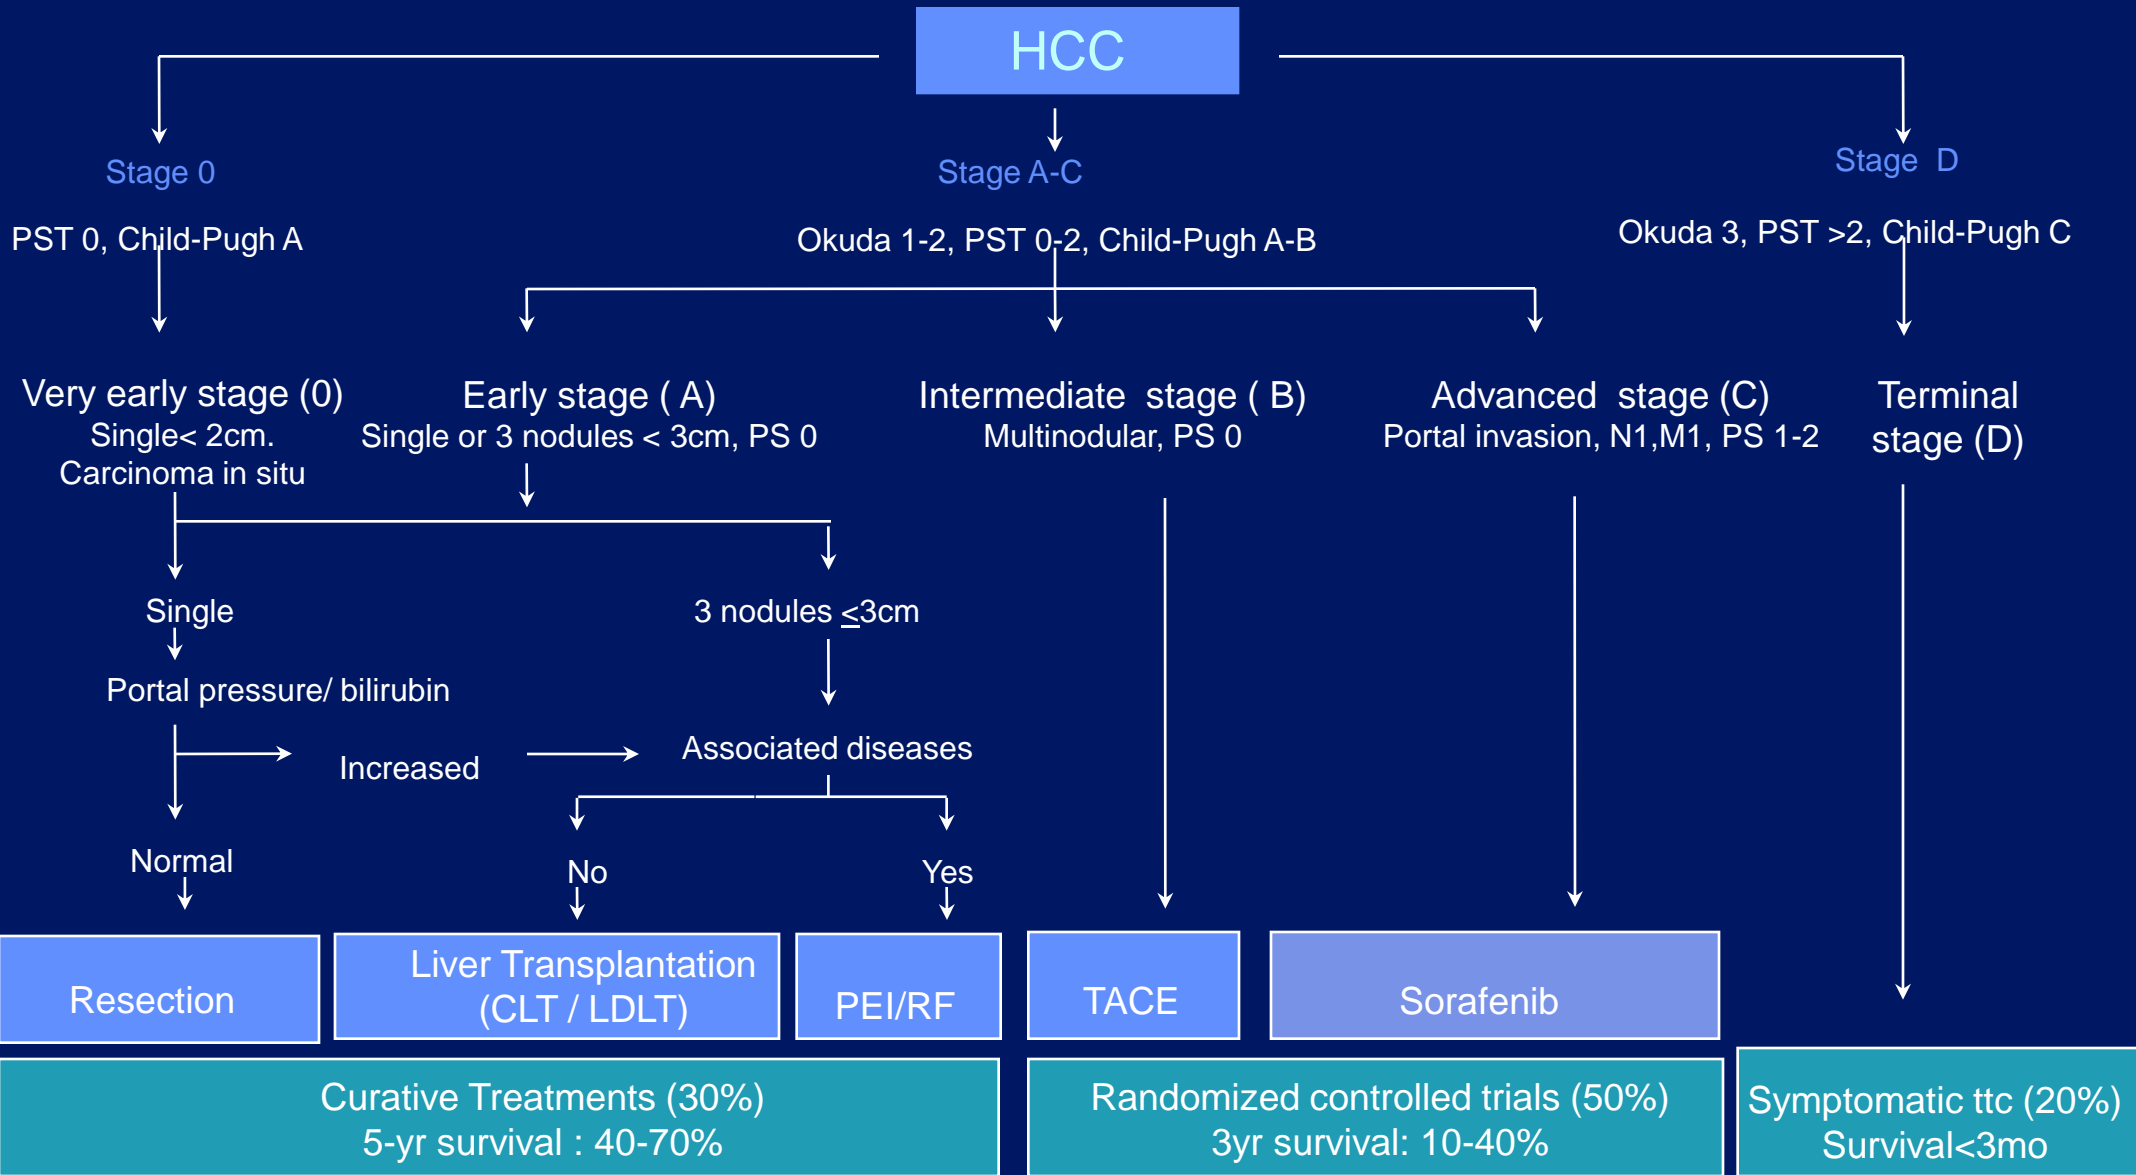 HCC
Stage 0
Stage A-C
Stage D
PST 0, Child-Pugh A
Okuda 1-2, PST 0-2, Child-Pugh A-B
Okuda 3, PST >2, Child-Pugh C
Very early stage (0)
Single< 2cm.
Carcinoma in situ
Early stage ( A)
Single or 3 nodules < 3cm, PS 0
Intermediate stage ( B)
Multinodular, PS 0
Advanced stage (C)
Portal invasion, N1,M1, PS 1-2
Terminal
stage (D)
Single
3 nodules ≤3cm
Portal pressure/ bilirubin
Increased
Associated diseases
Normal
No
Yes
Resection
Liver Transplantation
(CLT / LDLT)
PEI/RF
TACE
Sorafenib
Curative Treatments (30%)
5-yr survival : 40-70%
Randomized controlled trials (50%)
3yr survival: 10-40%
Symptomatic ttc (20%)
Survival<3mo